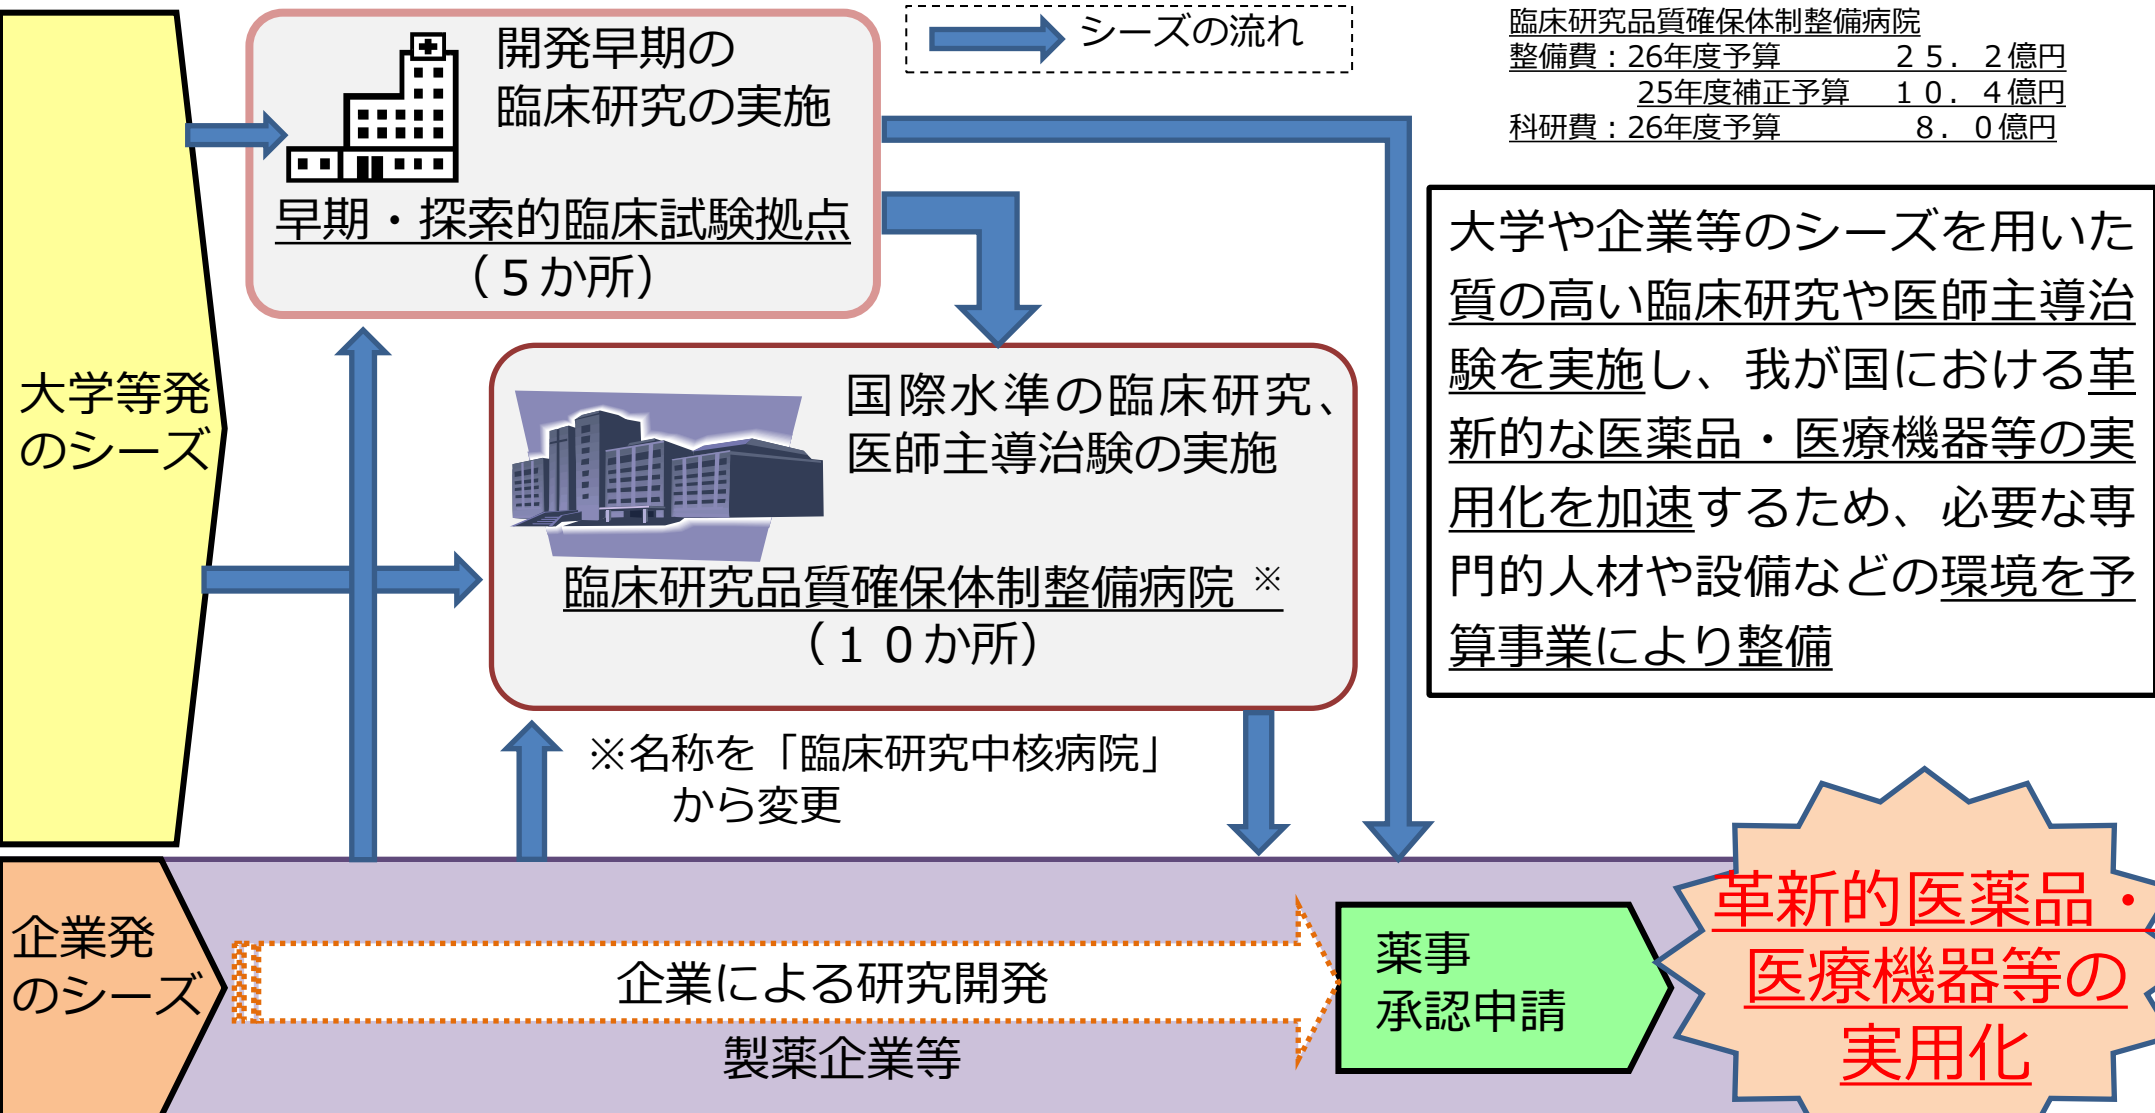 開発早期の
臨床研究の実施
早期・探索的臨床試験拠点
（５か所）
シーズの流れ
臨床研究品質確保体制整備病院
整備費：26年度予算　２５．２億円
25年度補正予算　１０．４億円
科研費：26年度予算　８．０億円
大学や企業等のシーズを用いた
質の高い臨床研究や医師主導治
験を実施し、我が国における革
新的な医薬品・医療機器等の実
用化を加速するため、必要な専
門的人材や設備などの環境を予
算事業により整備
大学等発
のシーズ
国際水準の臨床研究、
医師主導治験の実施
臨床研究品質確保体制整備病院※
（１０か所）
※名称を「臨床研究中核病院」
から変更
企業発
のシーズ
企業による研究開発
製薬企業等
薬事
承認申請
革新的医薬品・
医療機器等の
実用化